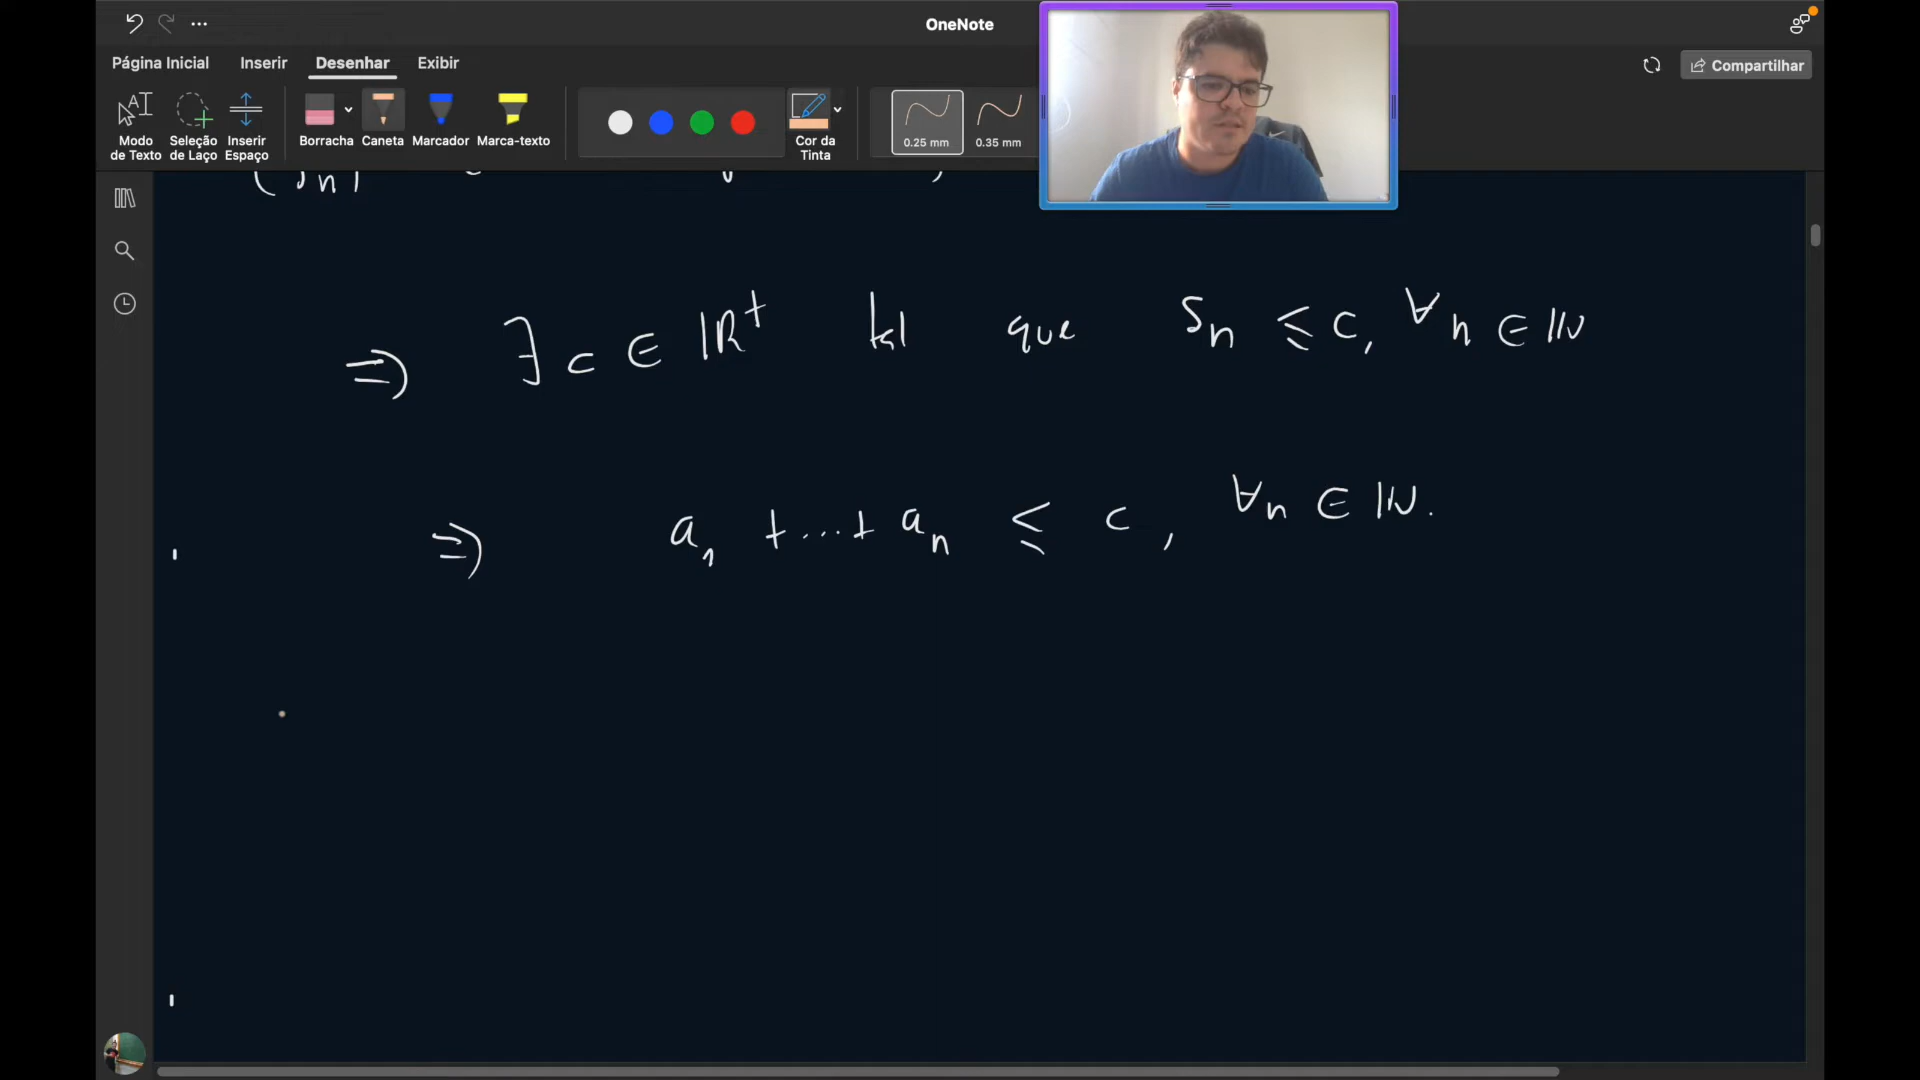 OneNote
Página Inicial Inserir Desenhar Exibir
Compartilhar
Modo de Texto
Seleção de Laço
Inserir Espaço
Borracha
Caneta
Marcador
Marca-texto
Cor da Tinta
0.25 mm
0.35 mm
⇒ ∃ c ∈ ℝ⁺ tal que Sₙ ≤ c, ∀ n ∈ ℕ
⇒ a₁ + ... + aₙ ≤ c , ∀n ∈ ℕ.